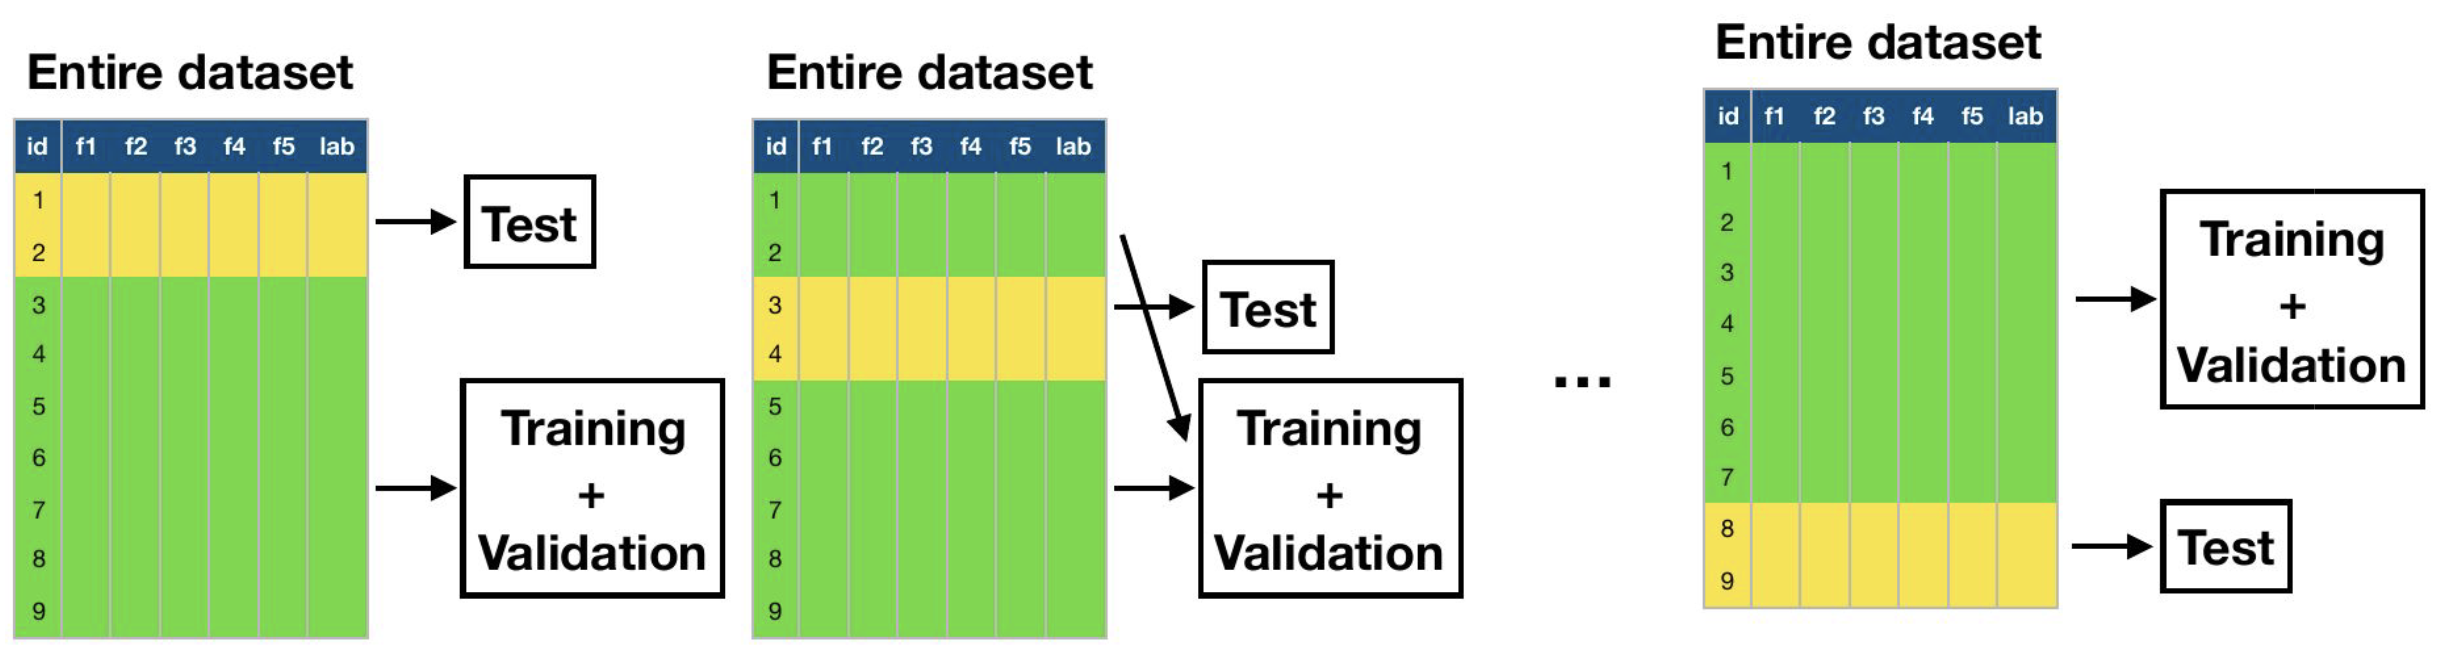 Entire dataset
id f1 f2 f3 f4 f5 lab
1
2
3
4
5
6
7
8
9
Test
Training
+
Validation
Entire dataset
id f1 f2 f3 f4 f5 lab
1
2
3
4
5
6
7
8
9
Test
Training
+
Validation
...
Entire dataset
id f1 f2 f3 f4 f5 lab
1
2
3
4
5
6
7
8
9
Training
+
Validation
Test